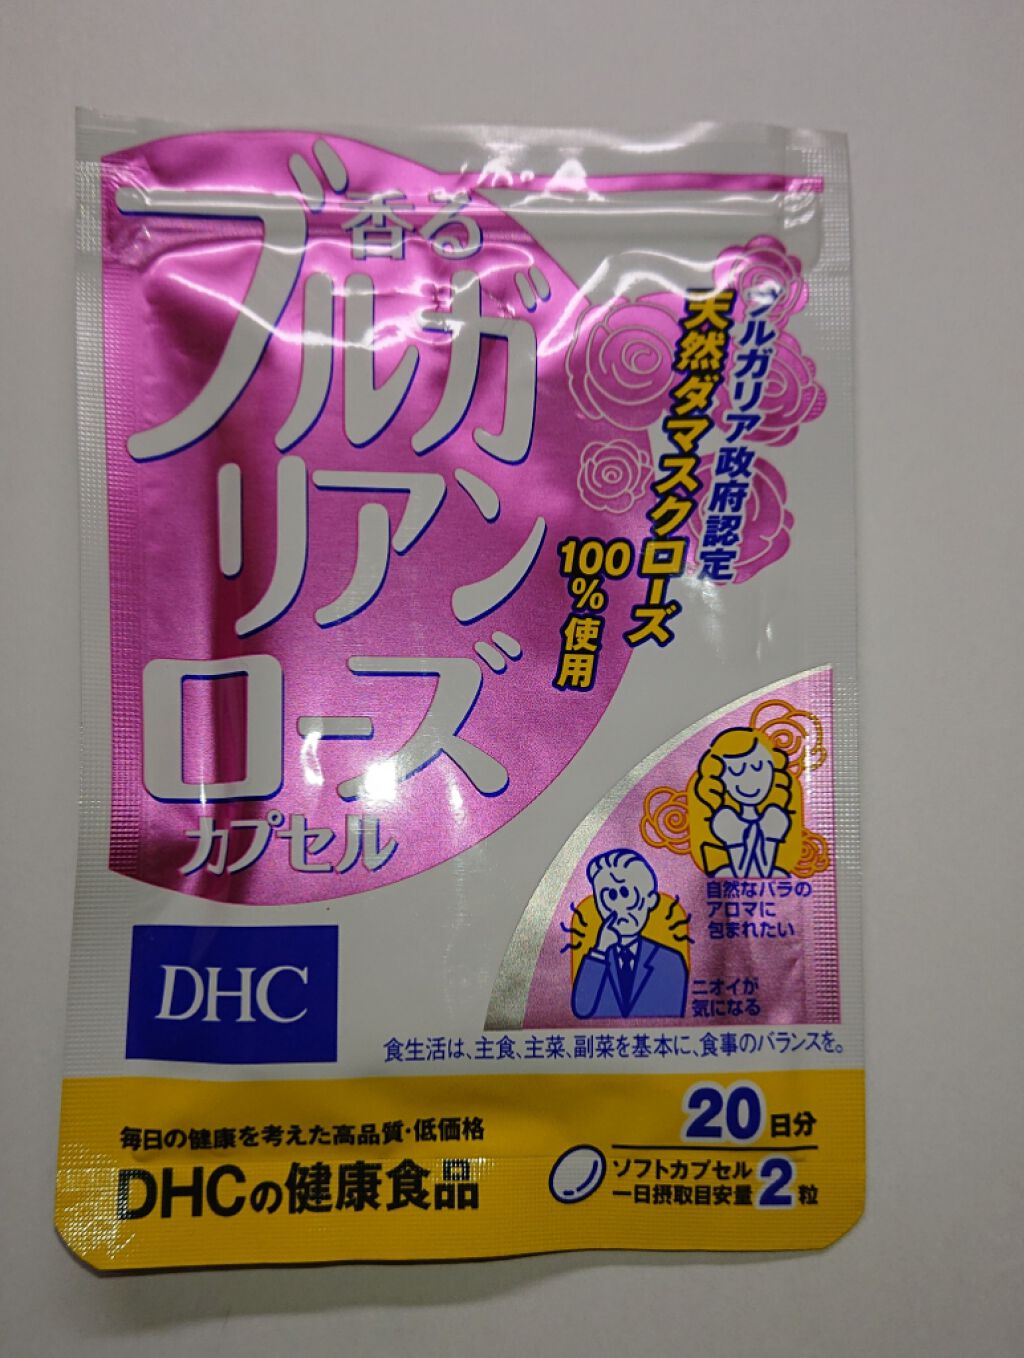 香る
ブルガ
リアン
ローズ
カプセル
ブルガリア政府認定
天然ダマスクローズ
100%使用
自然なバラの
アロマに
包まれたい
ニオイが
気になる
DHC
食生活は、主食、主菜、副菜を基本に、食事のバランスを。
毎日の健康を考えた高品質・低価格
DHCの健康食品
20日分
ソフトカプセル
一日摂取目安量2粒